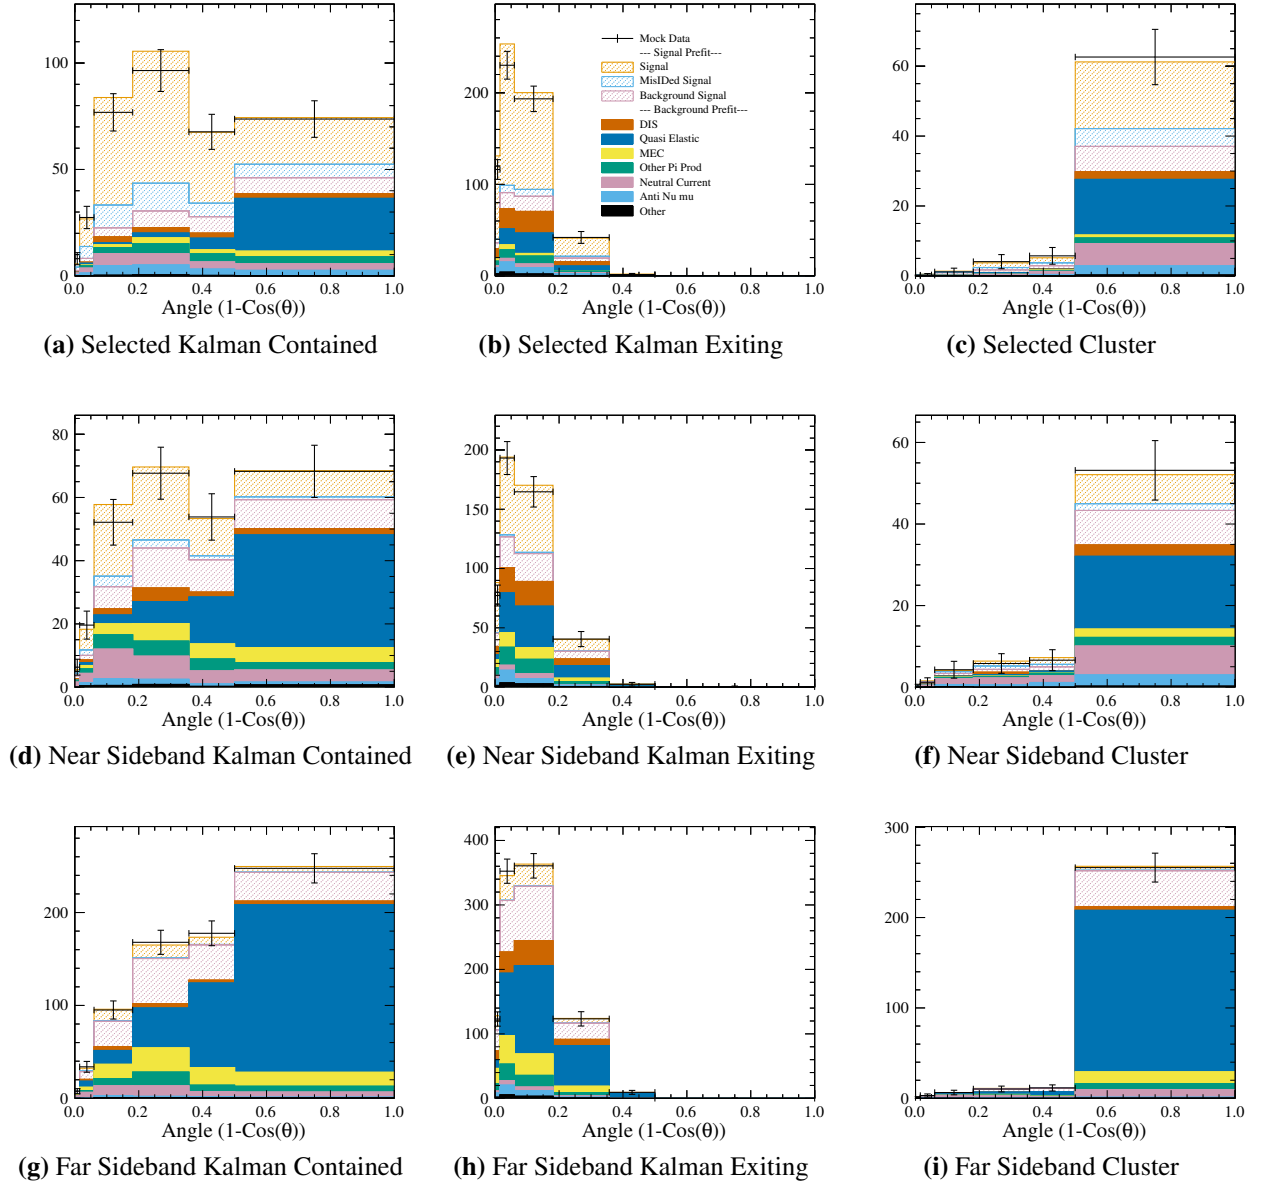 100
50
0
0.0 0.2 0.4 0.6 0.8 1.0
Angle (1-Cos(θ))
(a) Selected Kalman Contained
200
100
0
Mock Data
--- Signal Prefit---
Signal
MisIDed Signal
Background Signal
--- Background Prefit---
DIS
Quasi Elastic
MEC
Other Pi Prod
Neutral Current
Anti Nu mu
Other
0.0 0.2 0.4 0.6 0.8 1.0
Angle (1-Cos(θ))
(b) Selected Kalman Exiting
60
40
20
0
0.0 0.2 0.4 0.6 0.8 1.0
Angle (1-Cos(θ))
(c) Selected Cluster
80
60
40
20
0
0.0 0.2 0.4 0.6 0.8 1.0
Angle (1-Cos(θ))
(d) Near Sideband Kalman Contained
200
150
100
50
0
0.0 0.2 0.4 0.6 0.8 1.0
Angle (1-Cos(θ))
(e) Near Sideband Kalman Exiting
60
40
20
0
0.0 0.2 0.4 0.6 0.8 1.0
Angle (1-Cos(θ))
(f) Near Sideband Cluster
200
100
0
0.0 0.2 0.4 0.6 0.8 1.0
Angle (1-Cos(θ))
(g) Far Sideband Kalman Contained
400
300
200
100
0
0.0 0.2 0.4 0.6 0.8 1.0
Angle (1-Cos(θ))
(h) Far Sideband Kalman Exiting
300
200
100
0
0.0 0.2 0.4 0.6 0.8 1.0
Angle (1-Cos(θ))
(i) Far Sideband Cluster